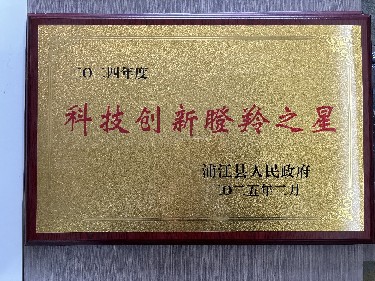 二〇二四年度
科技创新瞪羚之星
浦江县人民政府
二〇二五年二月